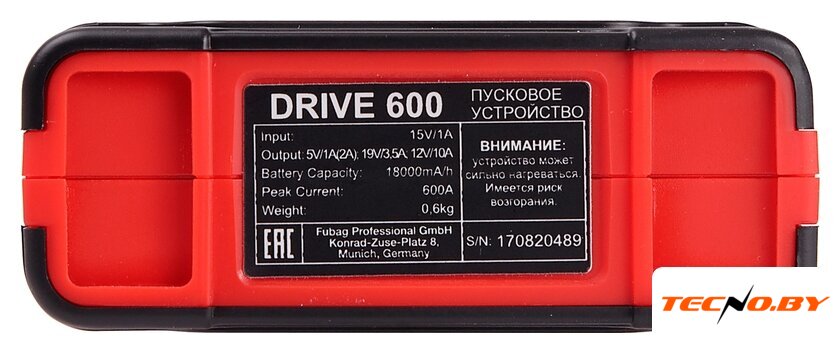 DRIVE 600
ПУСКОВОЕ
УСТРОЙСТВО
Input: 15V/1A
Output: 5V/1A(2A); 19V/3,5A; 12V/10A
Battery Capacity: 18000mA/h
Peak Current: 600A
Weight: 0,6kg
ВНИМАНИЕ:
устройство может
сильно нагреваться.
Имеется риск
возгорания.
EAC
Fubag Professional GmbH
Konrad-Zuse-Platz 8,
Munich, Germany
S/N: 170820489
TECNO.BY